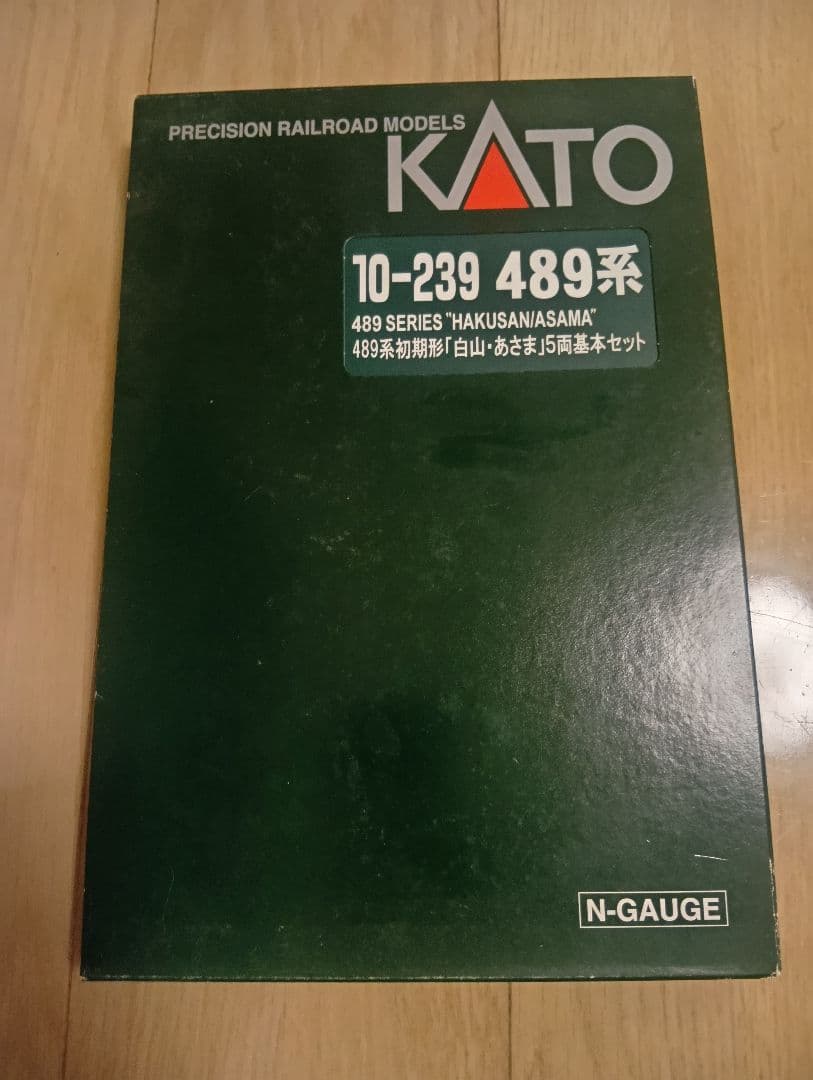 PRECISION RAILROAD MODELS
KATO
10-239 489系
489 SERIES "HAKUSAN/ASAMA"
489系初期形「白山・あさま」5両基本セット
N-GAUGE